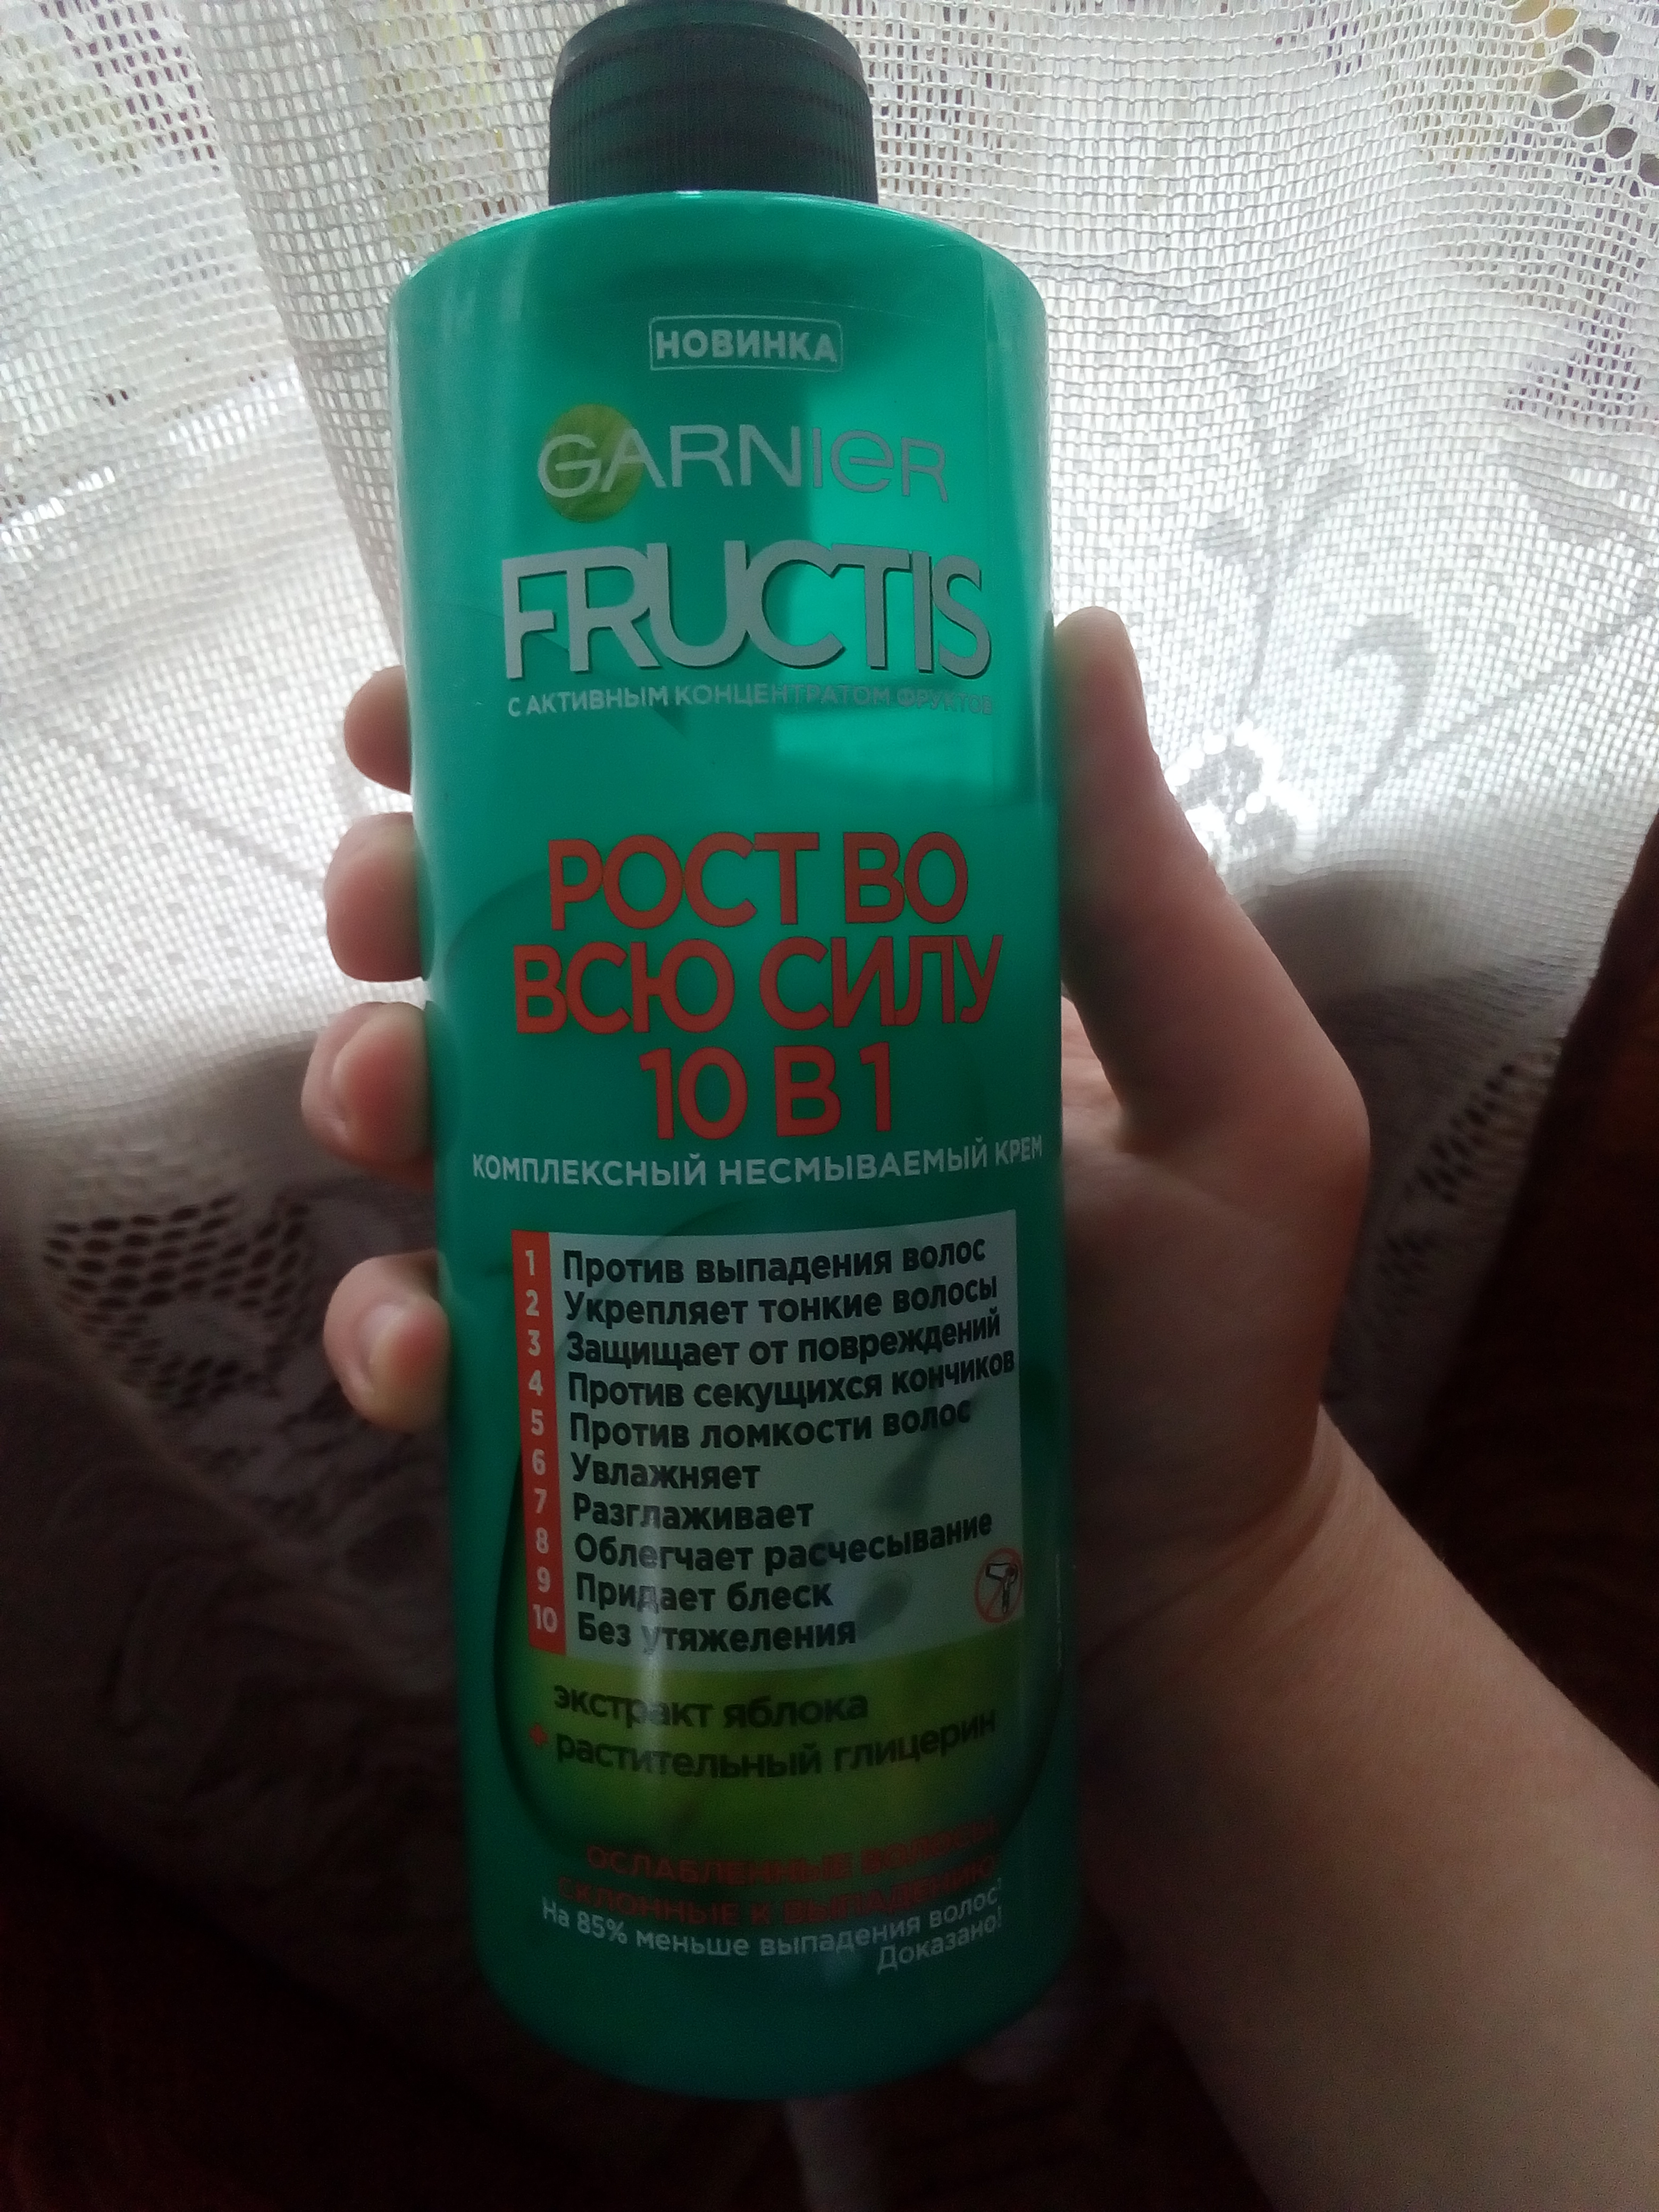 НОВИНКА
GARNIER
FRUCTIS
С АКТИВНЫМ КОНЦЕНТРАТОМ ФРУКТОВ
РОСТ ВО
ВСЮ СИЛУ
10 В 1
КОМПЛЕКСНЫЙ НЕСМЫВАЕМЫЙ КРЕМ
1 Против выпадения волос
2 Укрепляет тонкие волосы
3 Защищает от повреждений
4 Против секущихся кончиков
5 Против ломкости волос
6 Увлажняет
7 Разглаживает
8 Облегчает расчесывание
9 Придает блеск
10 Без утяжеления
экстракт яблока
+ растительный глицерин
ОСЛАБЛЕННЫЕ ВОЛОСЫ,
СКЛОННЫЕ К ВЫПАДЕНИЮ
На 85% меньше выпадения волос¹
Доказано!